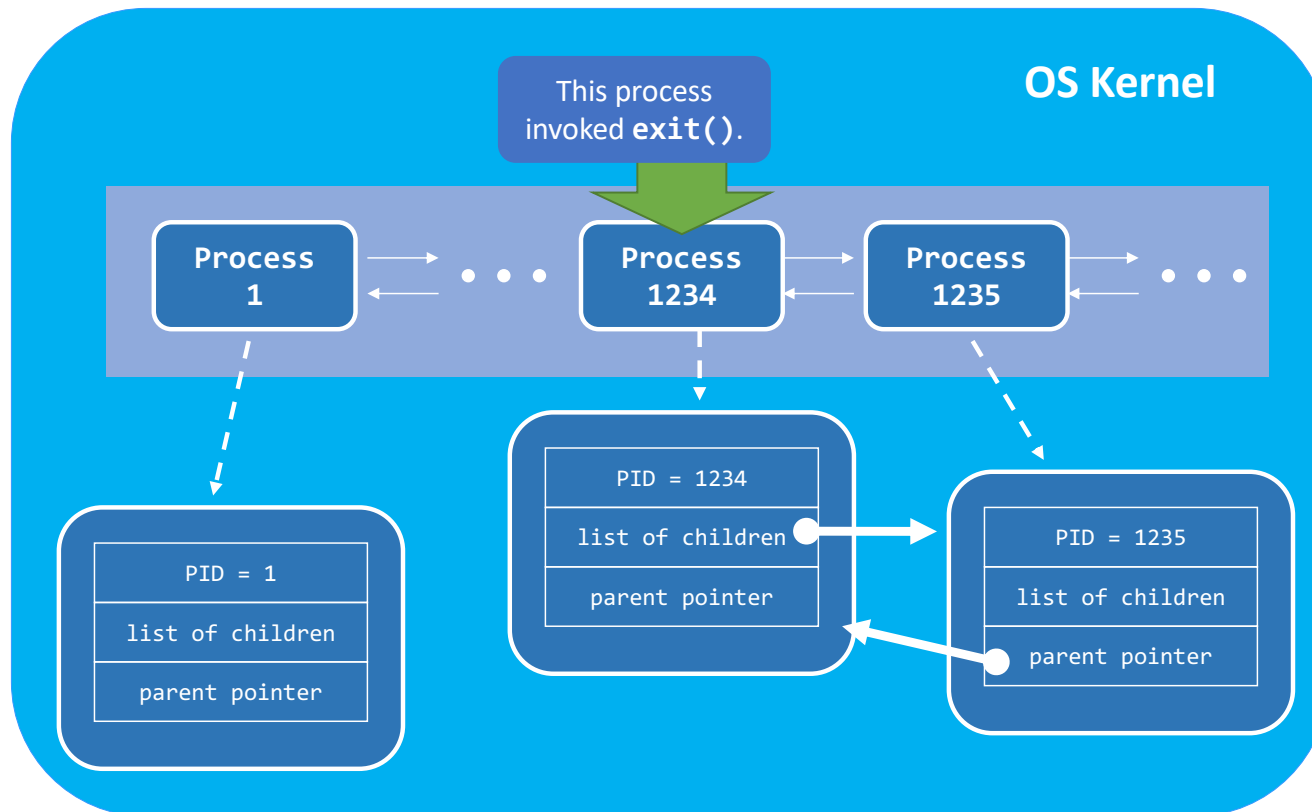 OS Kernel
This process
invoked exit().
Process
1
Process
1234
Process
1235
PID = 1
list of children
parent pointer
PID = 1234
list of children
parent pointer
PID = 1235
list of children
parent pointer